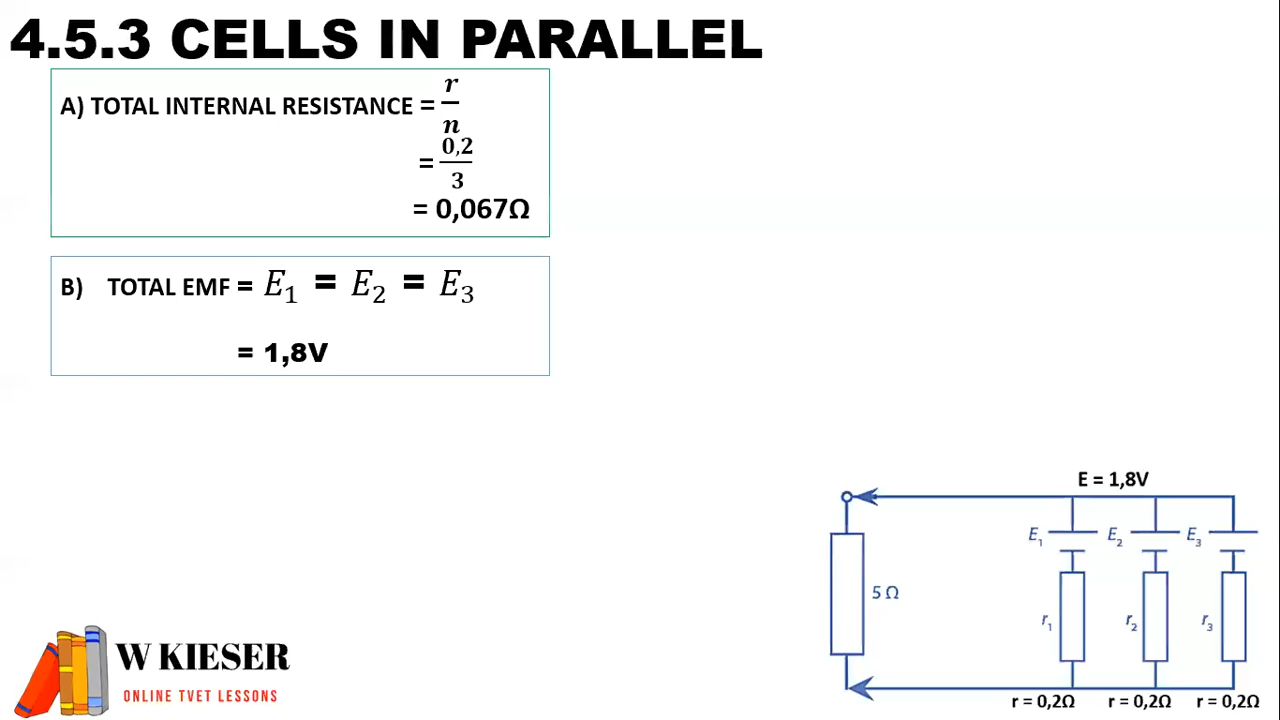 4.5.3 CELLS IN PARALLEL
A) TOTAL INTERNAL RESISTANCE = r/n
= 0,2/3
= 0,067Ω
B) TOTAL EMF = E₁ = E₂ = E₃
= 1,8V
E = 1,8V
E₁ E₂ E₃
5 Ω
r₁ r₂ r₃
r = 0,2Ω r = 0,2Ω r = 0,2Ω
W KIESER
ONLINE TVET LESSONS